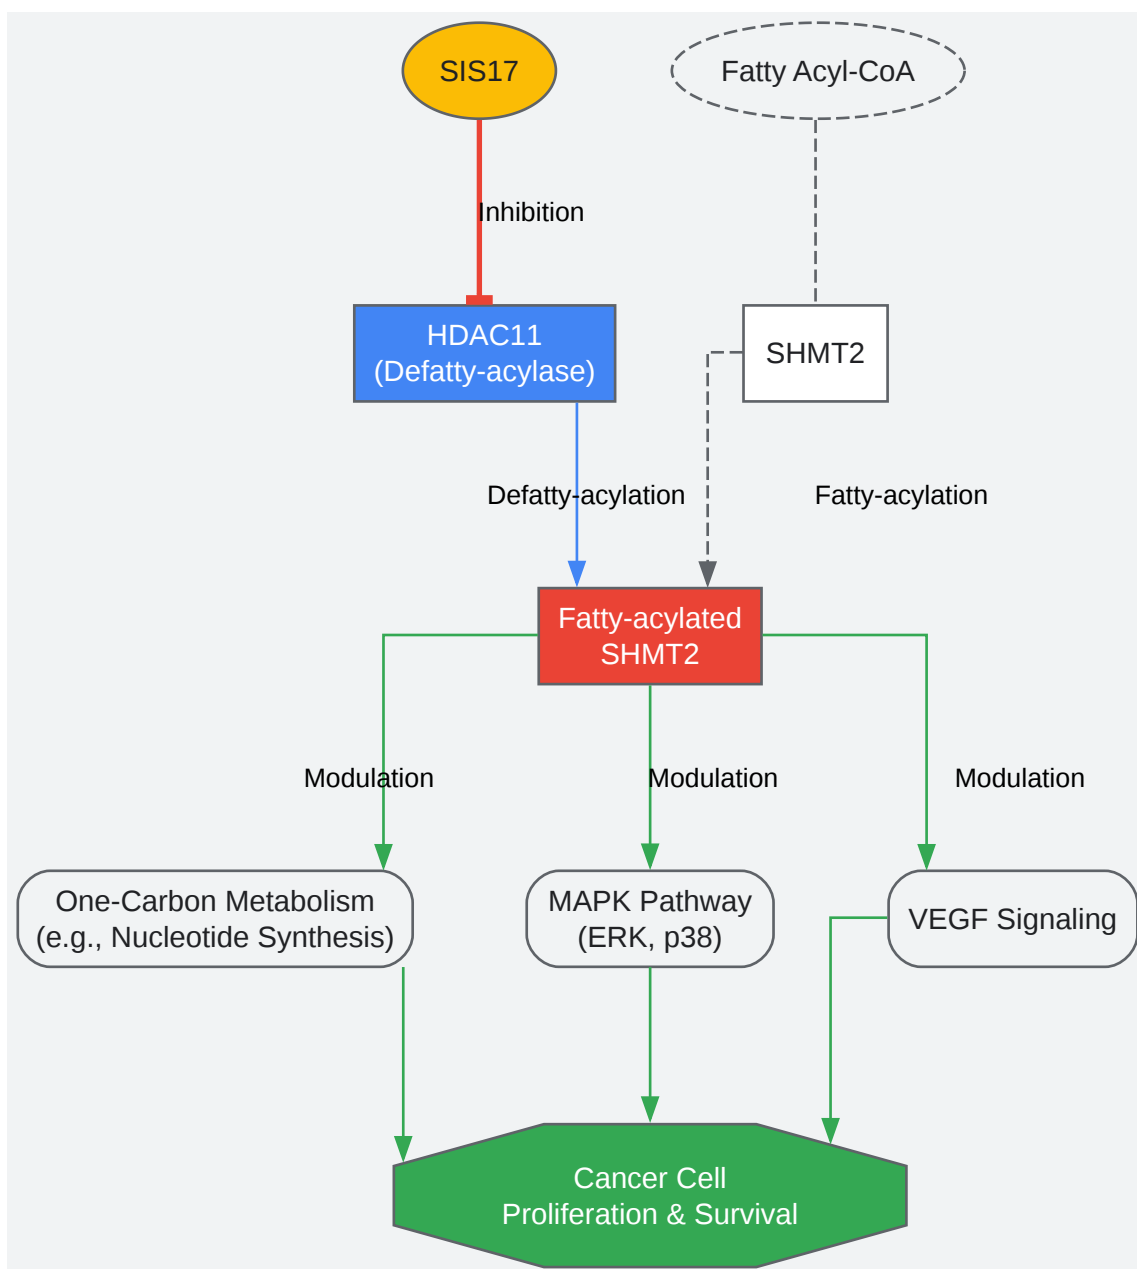 SIS17
Fatty Acyl-CoA
Inhibition
HDAC11
(Defatty-acylase)
SHMT2
Defatty-acylation
Fatty-acylation
Fatty-acylated
SHMT2
Modulation
Modulation
Modulation
One-Carbon Metabolism
(e.g., Nucleotide Synthesis)
MAPK Pathway
(ERK, p38)
VEGF Signaling
Cancer Cell
Proliferation & Survival